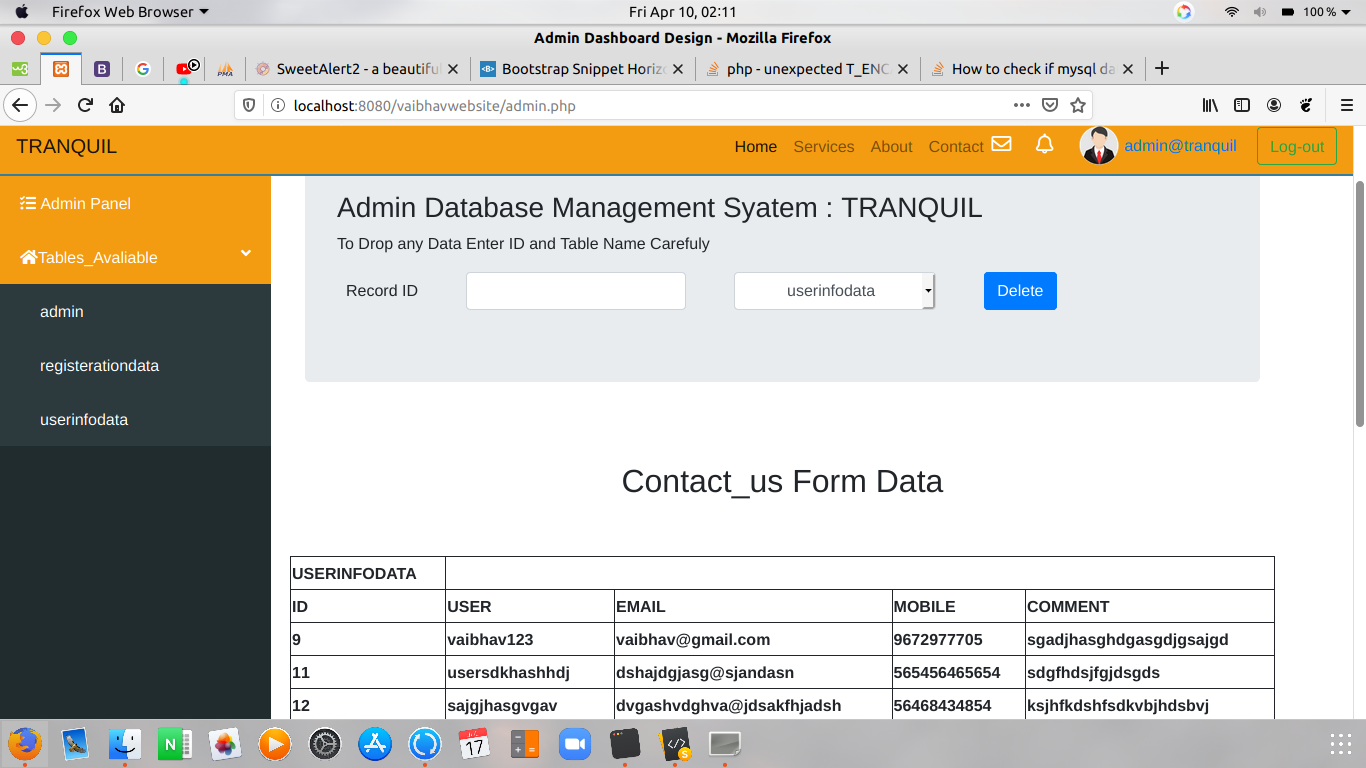 Firefox Web Browser
Fri Apr 10, 02:11
100 %
Admin Dashboard Design - Mozilla Firefox
SweetAlert2 - a beautiful
Bootstrap Snippet Horizo
php - unexpected T_ENCA
How to check if mysql da
localhost:8080/vaibhavwebsite/admin.php
TRANQUIL
Home Services About Contact
admin@tranquil
Log-out
Admin Panel
Tables_Avaliable
admin
registerationdata
userinfodata
Admin Database Management Syatem : TRANQUIL
To Drop any Data Enter ID and Table Name Carefuly
Record ID
userinfodata
Delete
Contact_us Form Data
USERINFODATA
ID USER EMAIL MOBILE COMMENT
9 vaibhav123 vaibhav@gmail.com 9672977705 sgadjhasghdgasgdjgsajgd
11 usersdkhashhdj dshajdgjasg@sjandasn 565456465654 sdgfhdsjfgjdsgds
12 sajgjhasgvgav dvgashvdghva@jdsakfhjadsh 56468434854 ksjhfkdshfsdkvbjhdsbvj
17